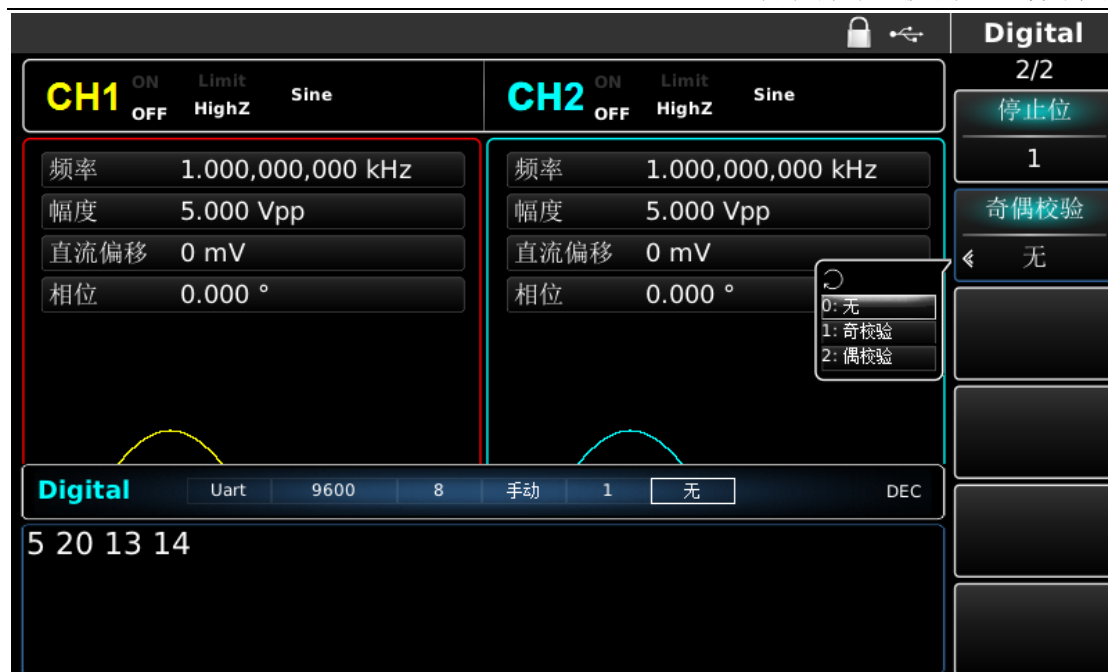 Digital
2/2
CH1 ON OFF Limit HighZ Sine
CH2 ON OFF Limit HighZ Sine
停止位
1
奇偶校验
无
频率 1.000,000,000 kHz
幅度 5.000 Vpp
直流偏移 0 mV
相位 0.000 °
频率 1.000,000,000 kHz
幅度 5.000 Vpp
直流偏移 0 mV
相位 0.000 °
0: 无
1: 奇校验
2: 偶校验
Digital Uart 9600 8 手动 1 无 DEC
5 20 13 14